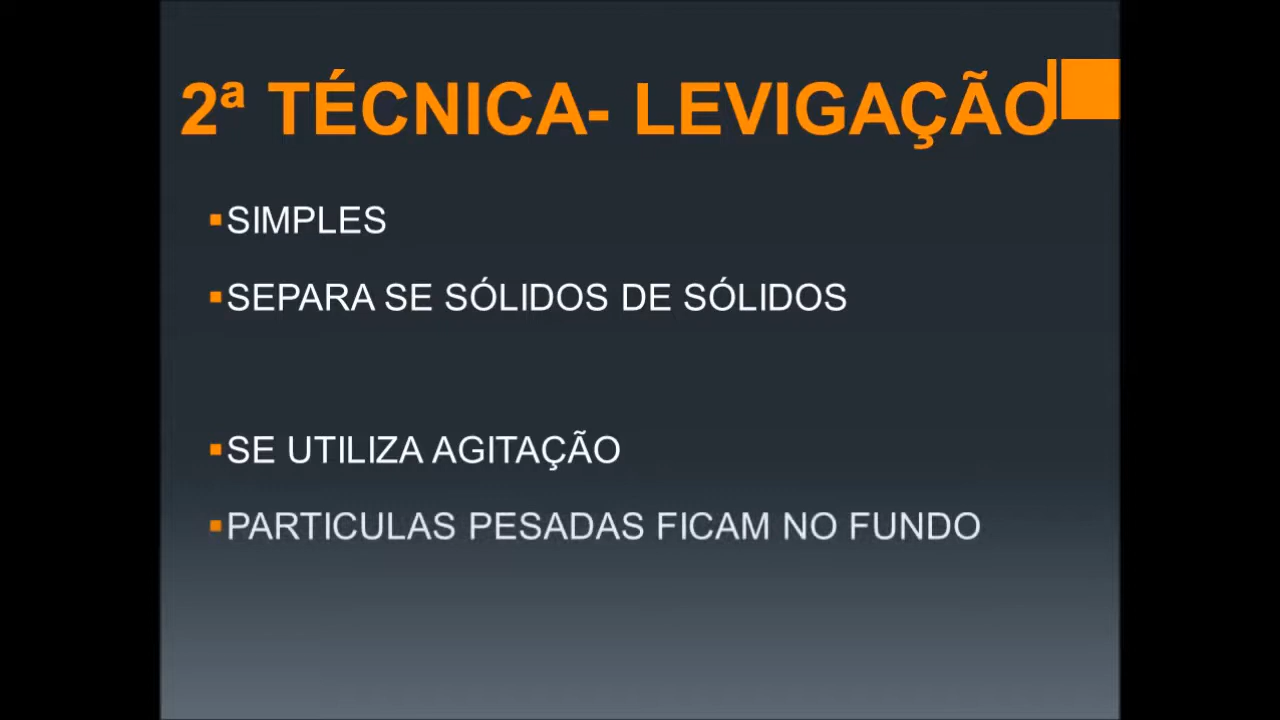 2ª TÉCNICA- LEVIGAÇÃO
SIMPLES
SEPARA SE SÓLIDOS DE SÓLIDOS
SE UTILIZA AGITAÇÃO
PARTICULAS PESADAS FICAM NO FUNDO